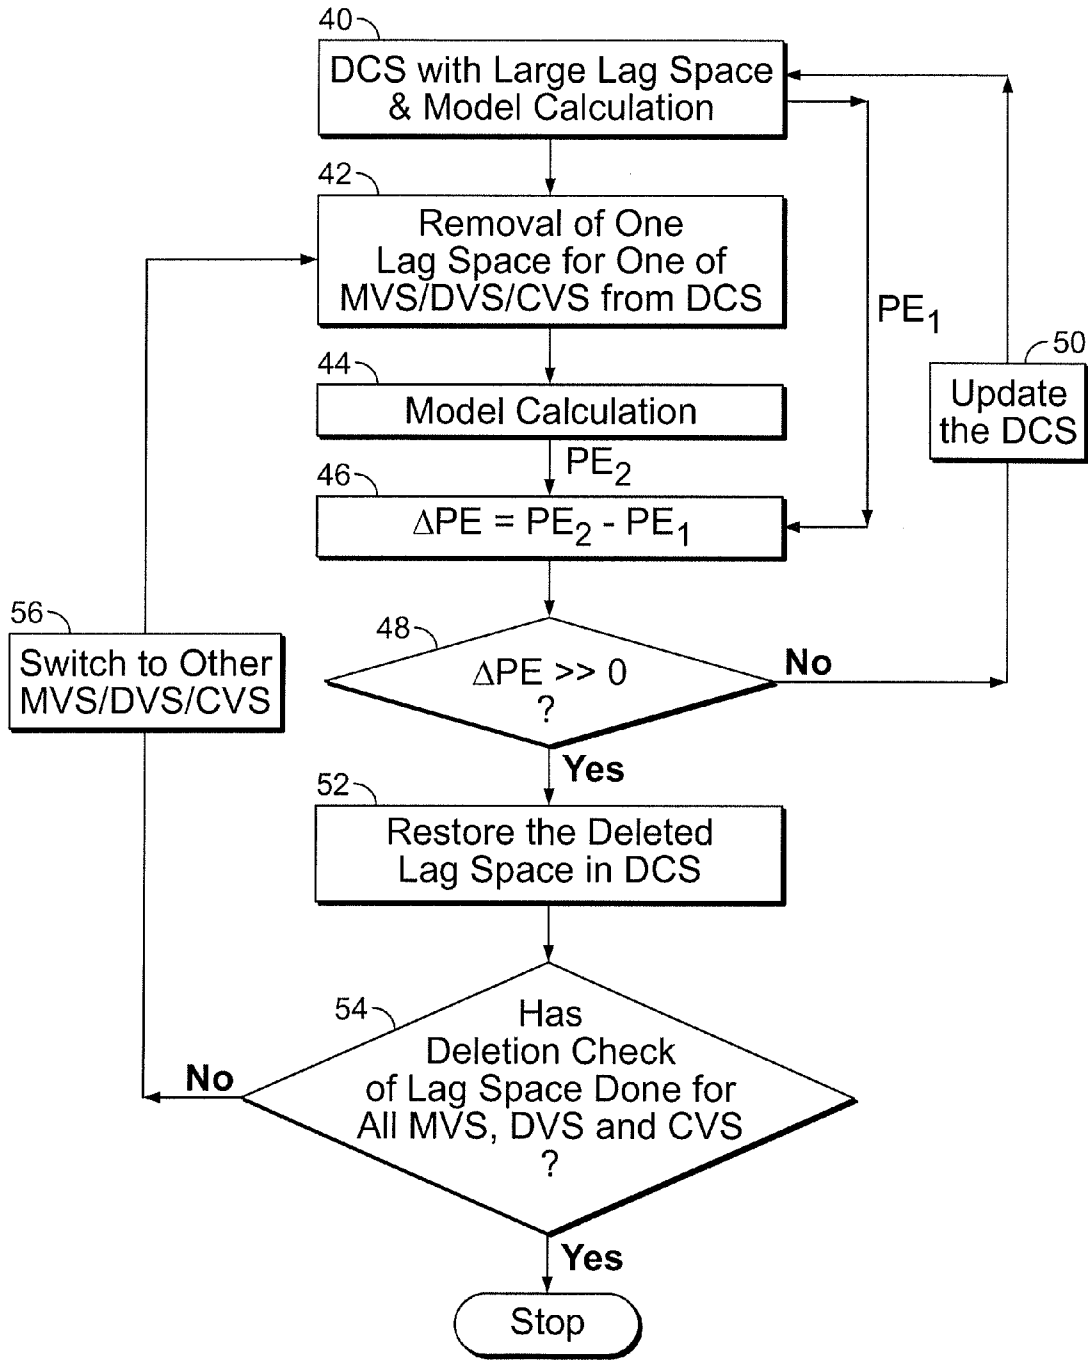 40
DCS with Large Lag Space
& Model Calculation
42
Removal of One
Lag Space for One of
MVS/DVS/CVS from DCS
PE1
44
Model Calculation
50
Update
the DCS
PE2
46
ΔPE = PE2 - PE1
56
Switch to Other
MVS/DVS/CVS
48
ΔPE >> 0
?
No
Yes
52
Restore the Deleted
Lag Space in DCS
54
Has
Deletion Check
of Lag Space Done for
All MVS, DVS and CVS
?
No
Yes
Stop